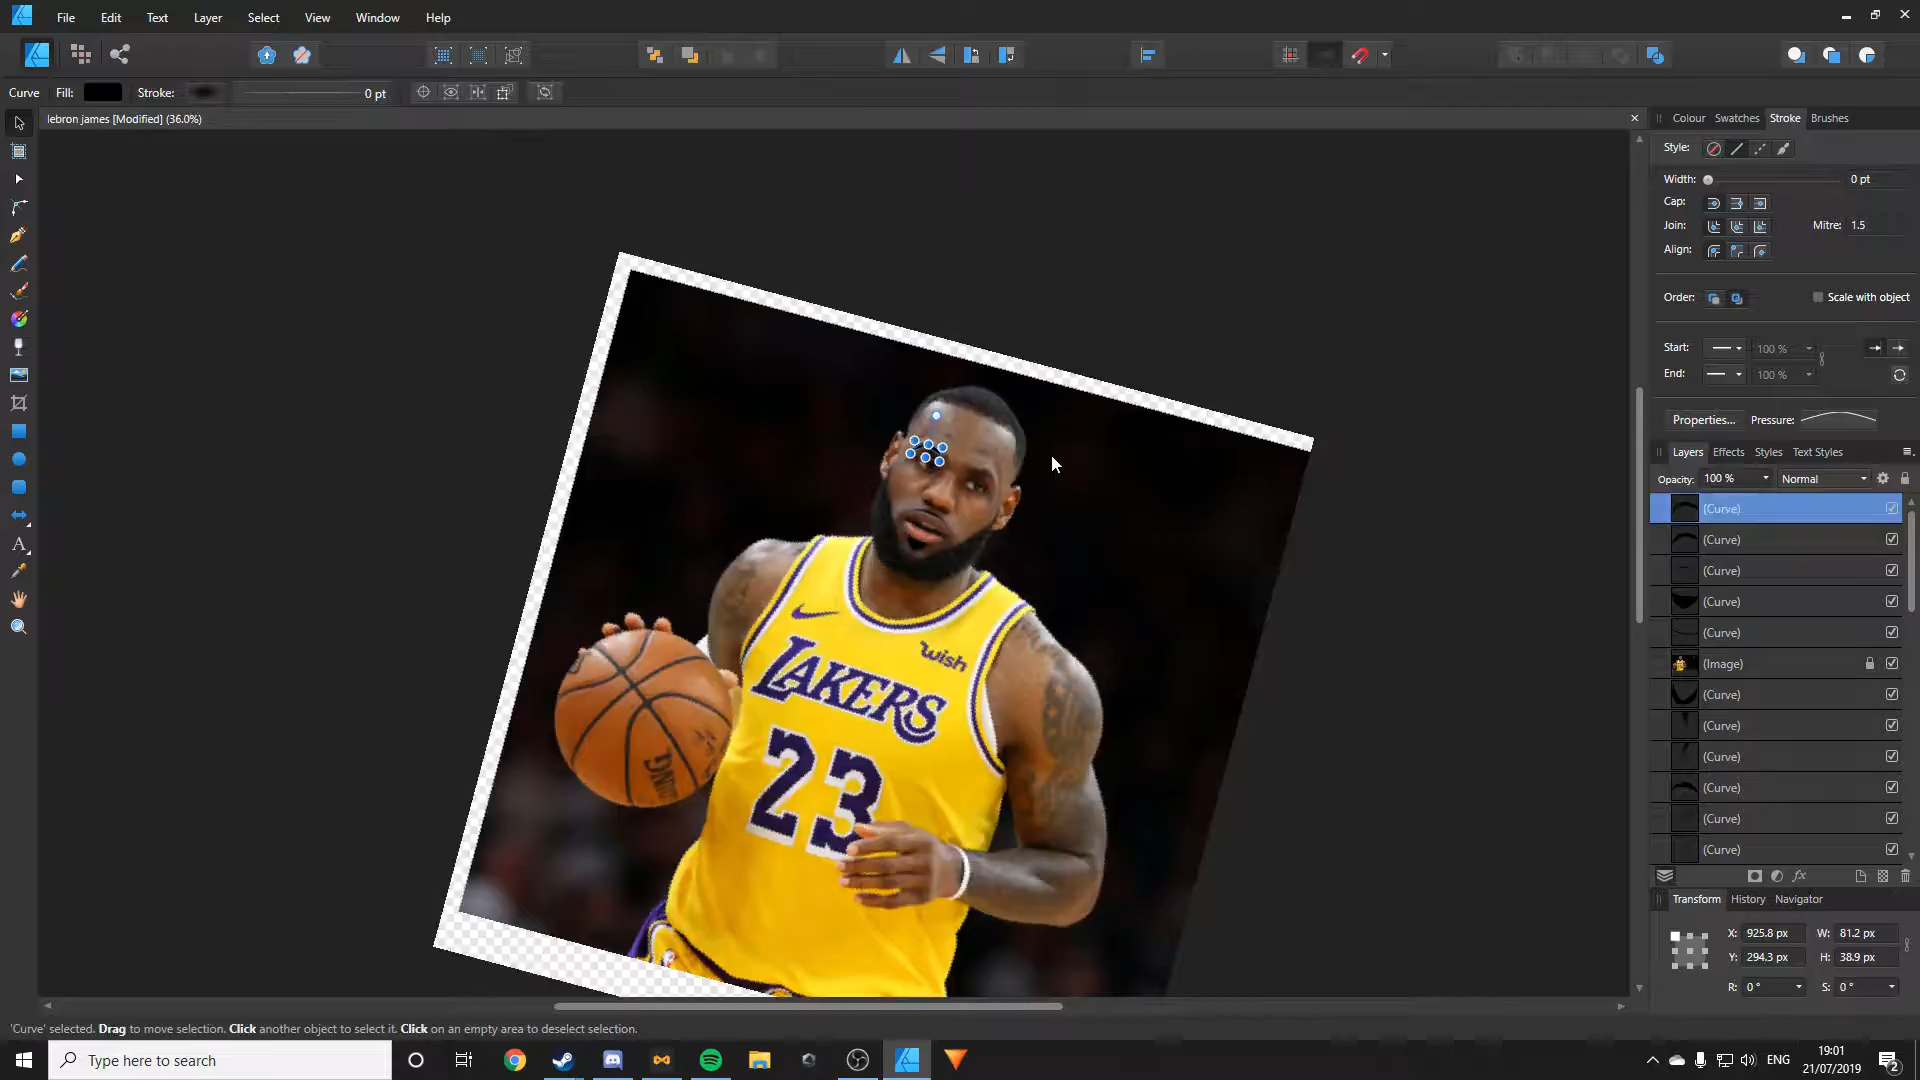 File Edit Text Layer Select View Window Help
Curve Fill: Stroke: 0 pt
lebron james [Modified] (36.0%)
Colour Swatches Stroke Brushes
Style:
Width: 0 pt
Cap:
Join: Mitre: 1.5
Align:
Order: Scale with object
Start: 100 %
End: 100 %
Properties... Pressure:
Layers Effects Styles Text Styles
Opacity: 100 % Normal
(Curve)
(Curve)
(Curve)
(Curve)
(Curve)
(Image)
(Curve)
(Curve)
(Curve)
(Curve)
(Curve)
(Curve)
Transform History Navigator
X: 925.8 px W: 81.2 px
Y: 294.3 px H: 38.9 px
R: 0 ° S: 0 °
wish
LAKERS
23
'Curve' selected. Drag to move selection. Click another object to select it. Click on an empty area to deselect selection.
Type here to search
ENG
19:01
21/07/2019
2